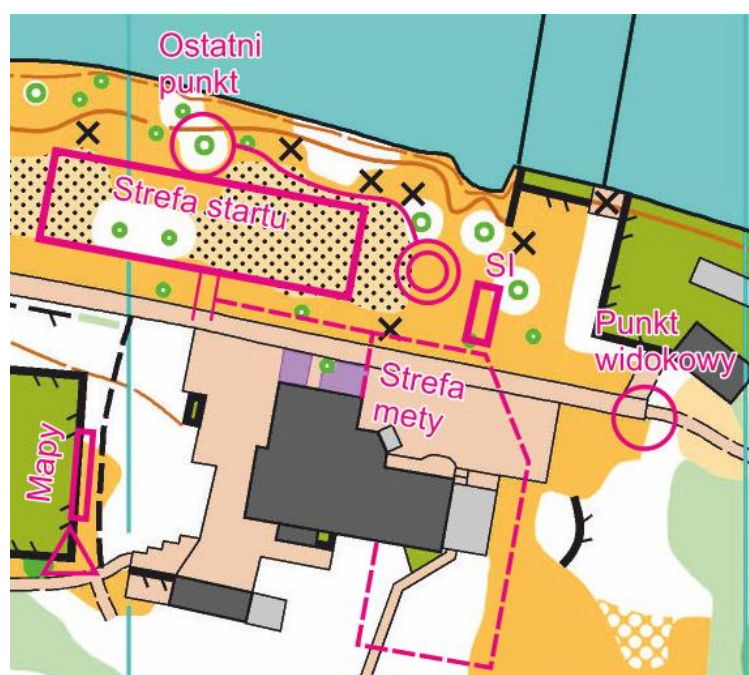 Ostatni
punkt
Strefa startu
SI
Punkt
widokowy
Strefa
mety
Mapy